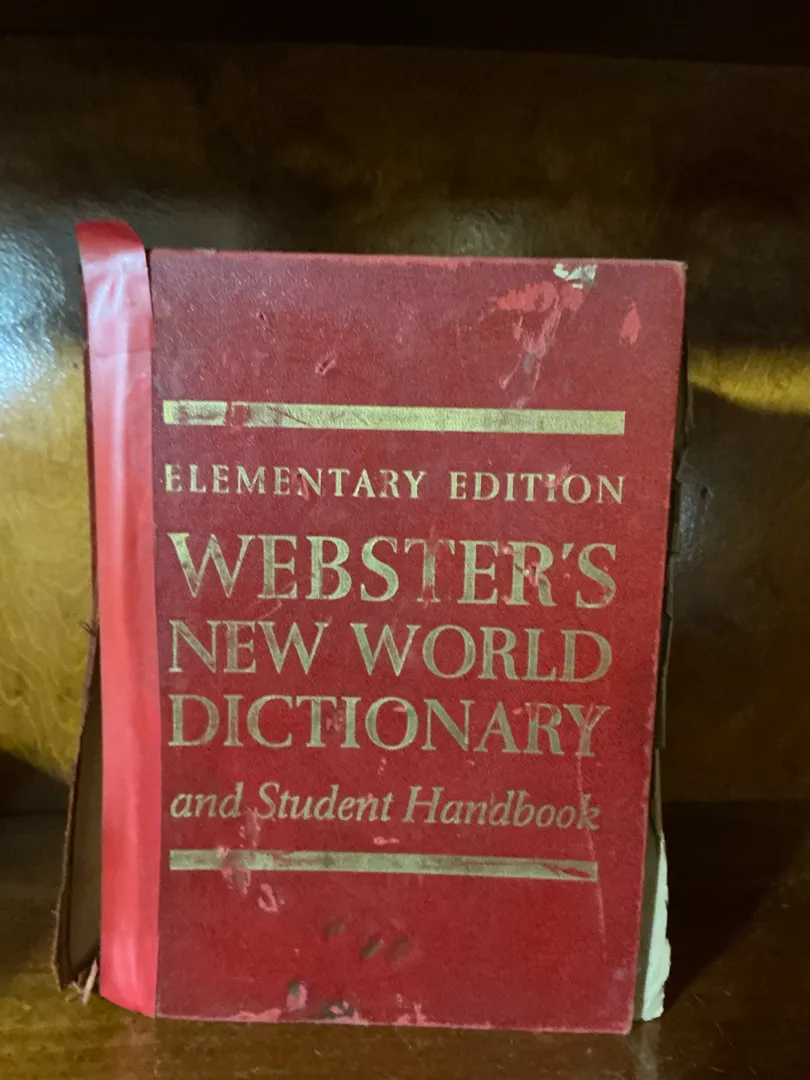 ELEMENTARY EDITION
WEBSTER'S
NEW WORLD
DICTIONARY
and Student Handbook